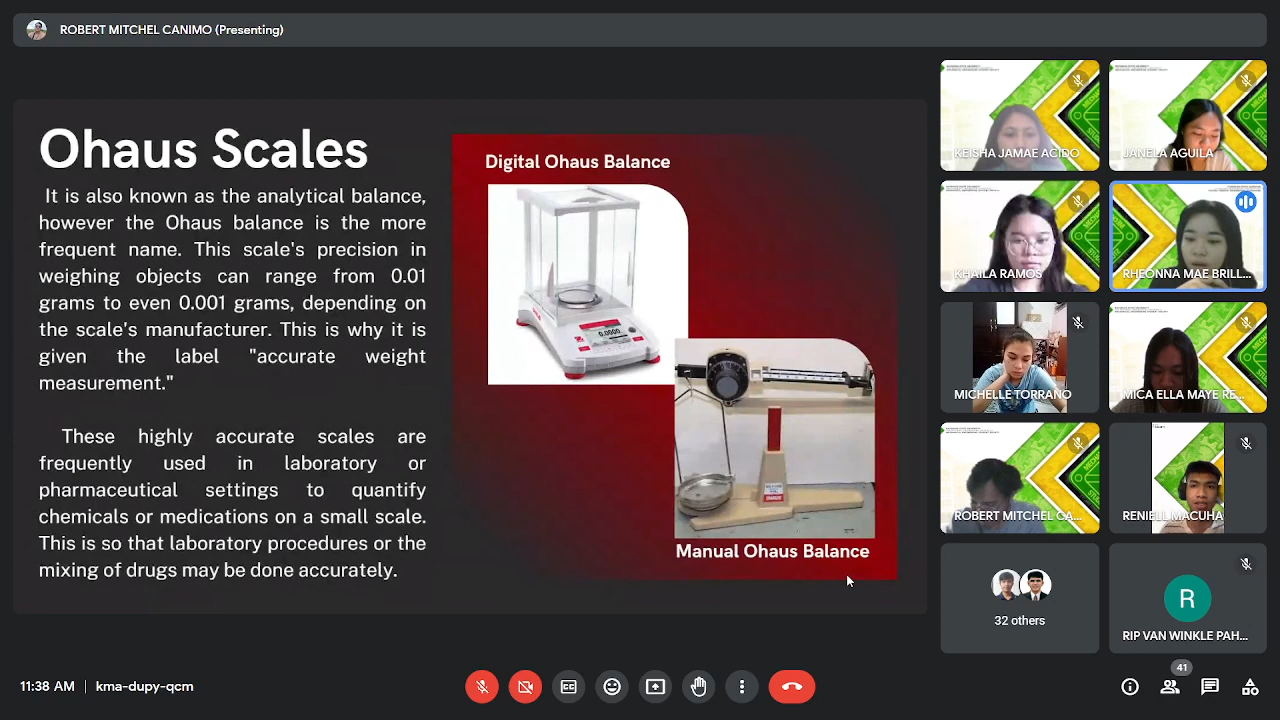 ROBERT MITCHEL CANIMO (Presenting)
Ohaus Scales
It is also known as the analytical balance,
however the Ohaus balance is the more
frequent name. This scale's precision in
weighing objects can range from 0.01
grams to even 0.001 grams, depending on
the scale's manufacturer. This is why it is
given the label "accurate weight
measurement."
These highly accurate scales are
frequently used in laboratory or
pharmaceutical settings to quantify
chemicals or medications on a small scale.
This is so that laboratory procedures or the
mixing of drugs may be done accurately.
Digital Ohaus Balance
0.0000
Manual Ohaus Balance
KEISHA JAMAE ACIDO
JANELA AGUILA
KHAILA RAMOS
RHEONNA MAE BRILL...
MICHELLE TORRANO
MICA ELLA MAYE RE...
ROBERT MITCHEL CA...
RENIELL MACUHA
32 others
R
RIP VAN WINKLE PAH...
11:38 AM | kma-dupy-qcm
41